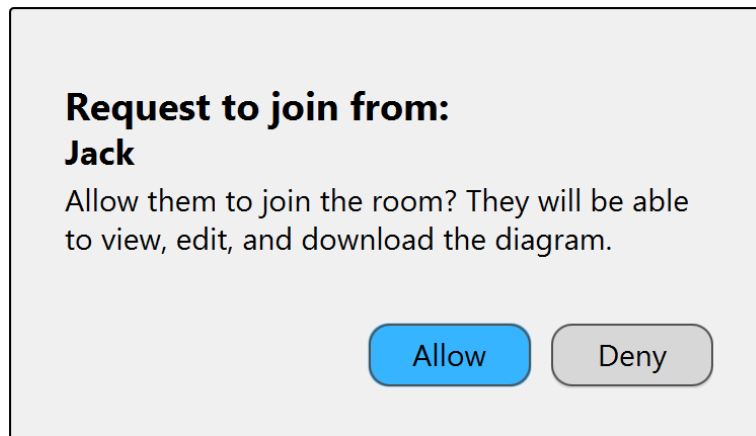 Request to join from:
Jack
Allow them to join the room? They will be able
to view, edit, and download the diagram.
Allow
Deny